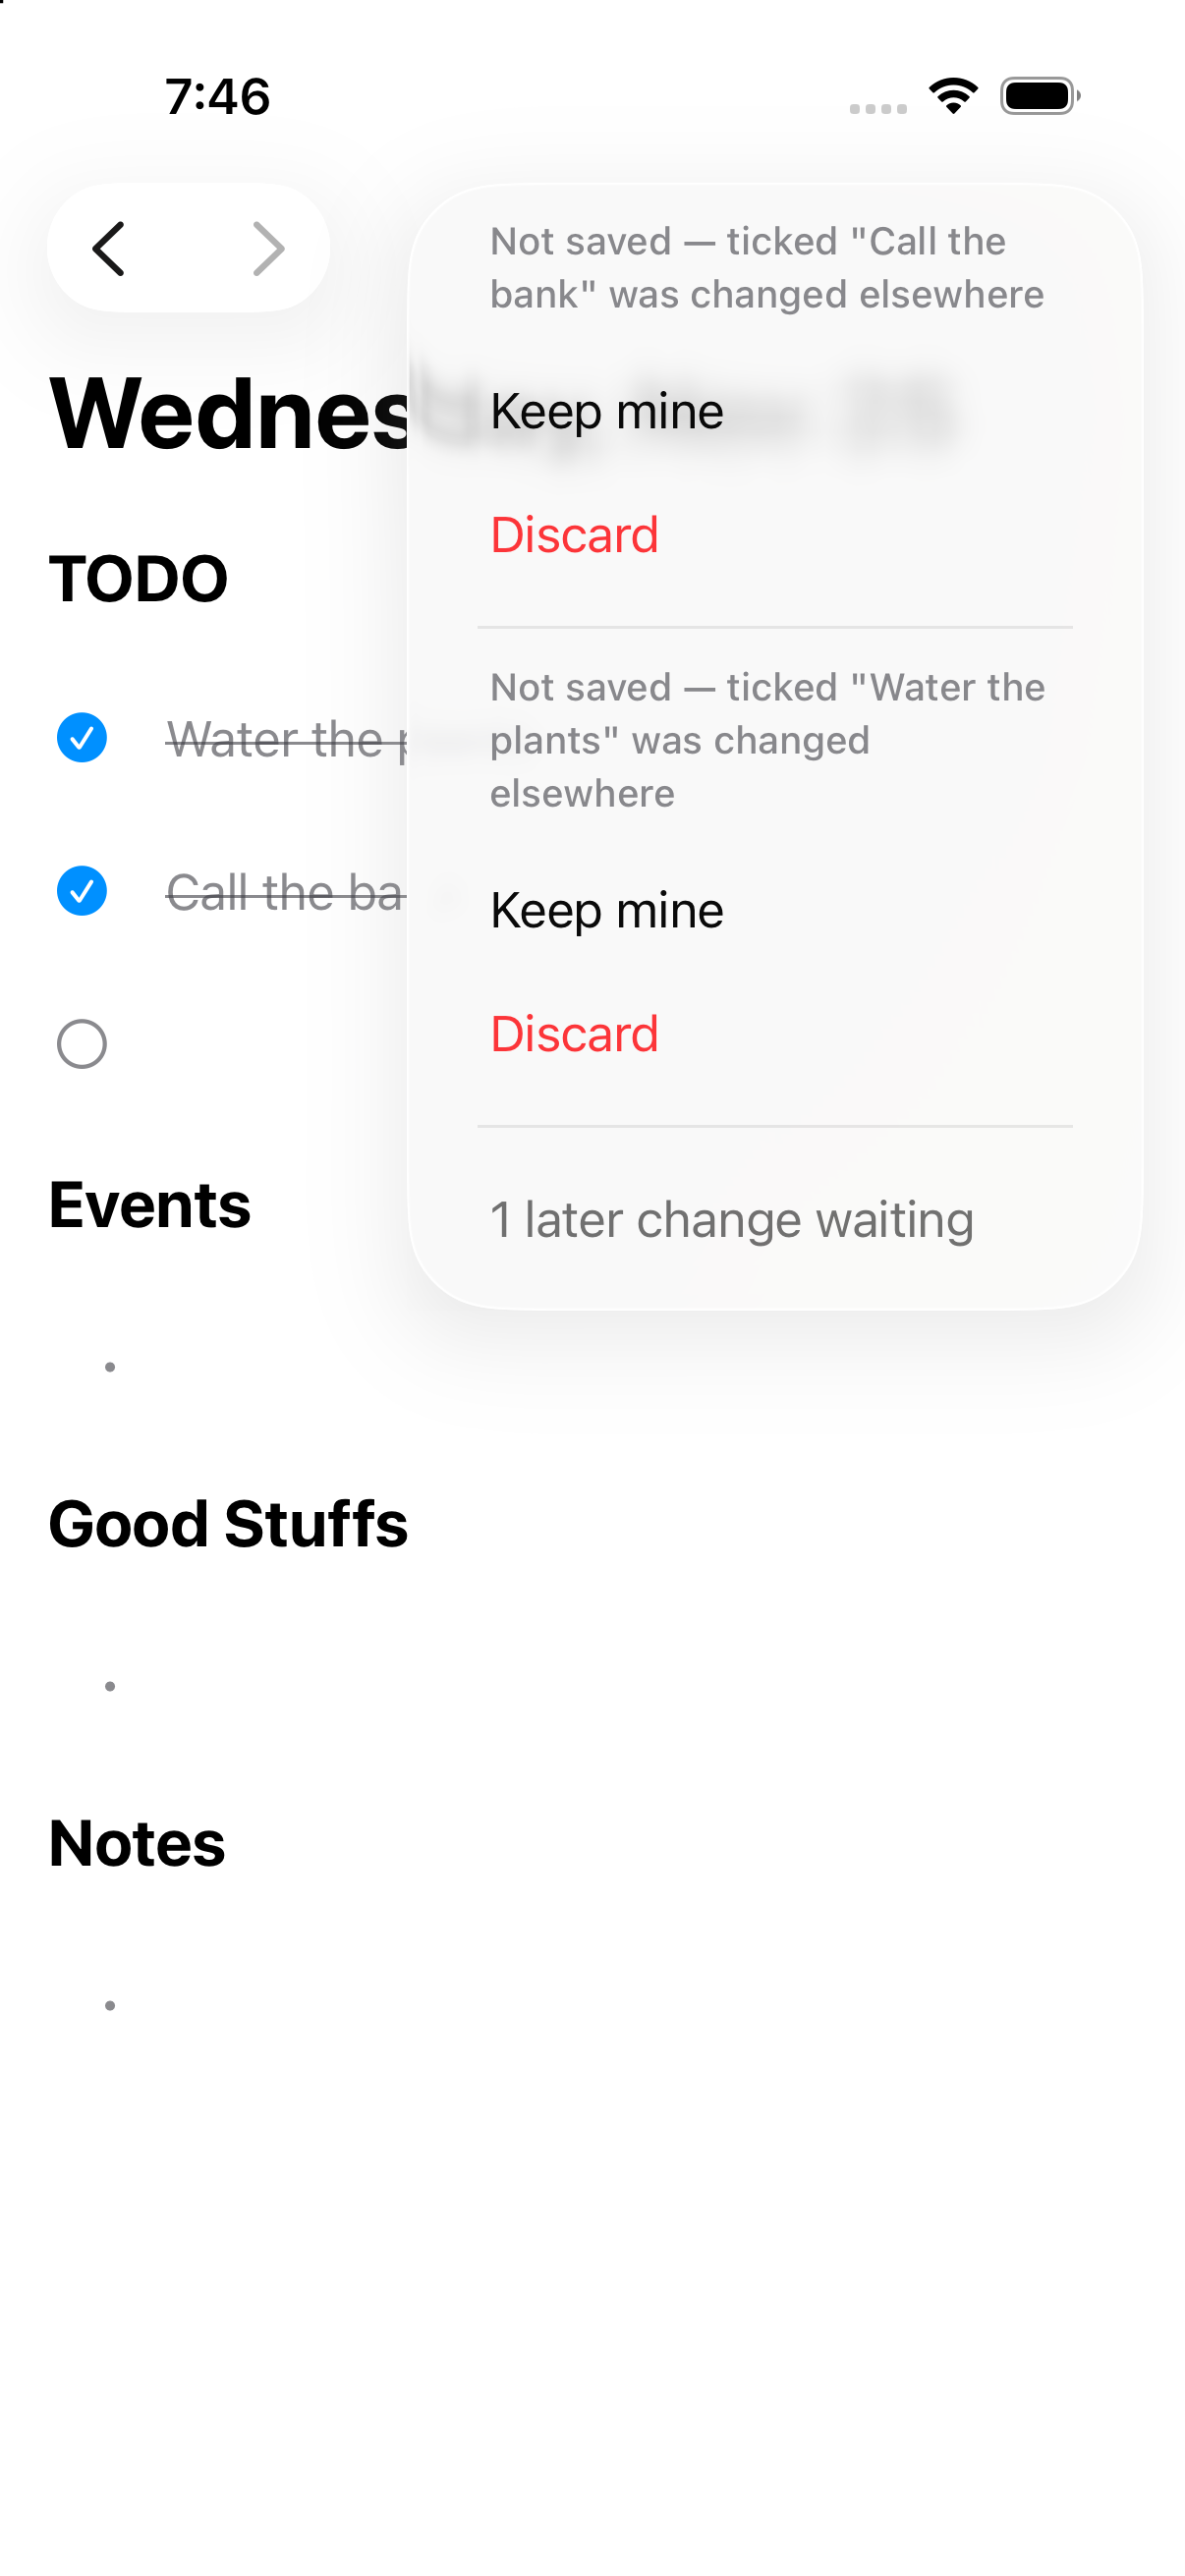 7:46
Not saved — ticked "Call the
bank" was changed elsewhere
Keep mine
Discard
Not saved — ticked "Water the
plants" was changed
elsewhere
Keep mine
Discard
1 later change waiting
TODO
Water the
Call the
Events
Good Stuffs
Notes